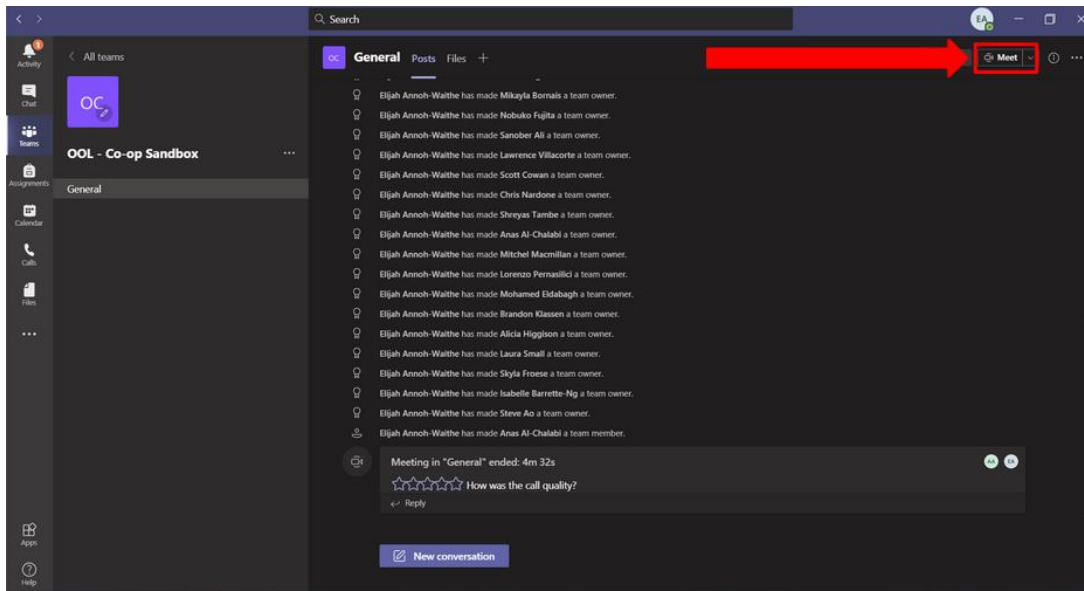 Search
EA
1
Activity
Chat
Teams
Assignments
Calendar
Calls
Files
Apps
Help
All teams
OC
OOL - Co-op Sandbox
General
OC General Posts Files
Meet
Elijah Annoh-Waithe has made Mikayla Bornais a team owner.
Elijah Annoh-Waithe has made Nobuko Fujita a team owner.
Elijah Annoh-Waithe has made Sanober Ali a team owner.
Elijah Annoh-Waithe has made Lawrence Villacorte a team owner.
Elijah Annoh-Waithe has made Scott Cowan a team owner.
Elijah Annoh-Waithe has made Chris Nardone a team owner.
Elijah Annoh-Waithe has made Shreyas Tambe a team owner.
Elijah Annoh-Waithe has made Anas Al-Chalabi a team owner.
Elijah Annoh-Waithe has made Mitchel Macmillan a team owner.
Elijah Annoh-Waithe has made Lorenzo Pernasilici a team owner.
Elijah Annoh-Waithe has made Mohamed Eldabagh a team owner.
Elijah Annoh-Waithe has made Brandon Klassen a team owner.
Elijah Annoh-Waithe has made Alicia Higgison a team owner.
Elijah Annoh-Waithe has made Laura Small a team owner.
Elijah Annoh-Waithe has made Skyla Froese a team owner.
Elijah Annoh-Waithe has made Isabelle Barrette-Ng a team owner.
Elijah Annoh-Waithe has made Steve Ao a team owner.
Elijah Annoh-Waithe has made Anas Al-Chalabi a team member.
Meeting in "General" ended: 4m 32s
AA EA
How was the call quality?
Reply
New conversation